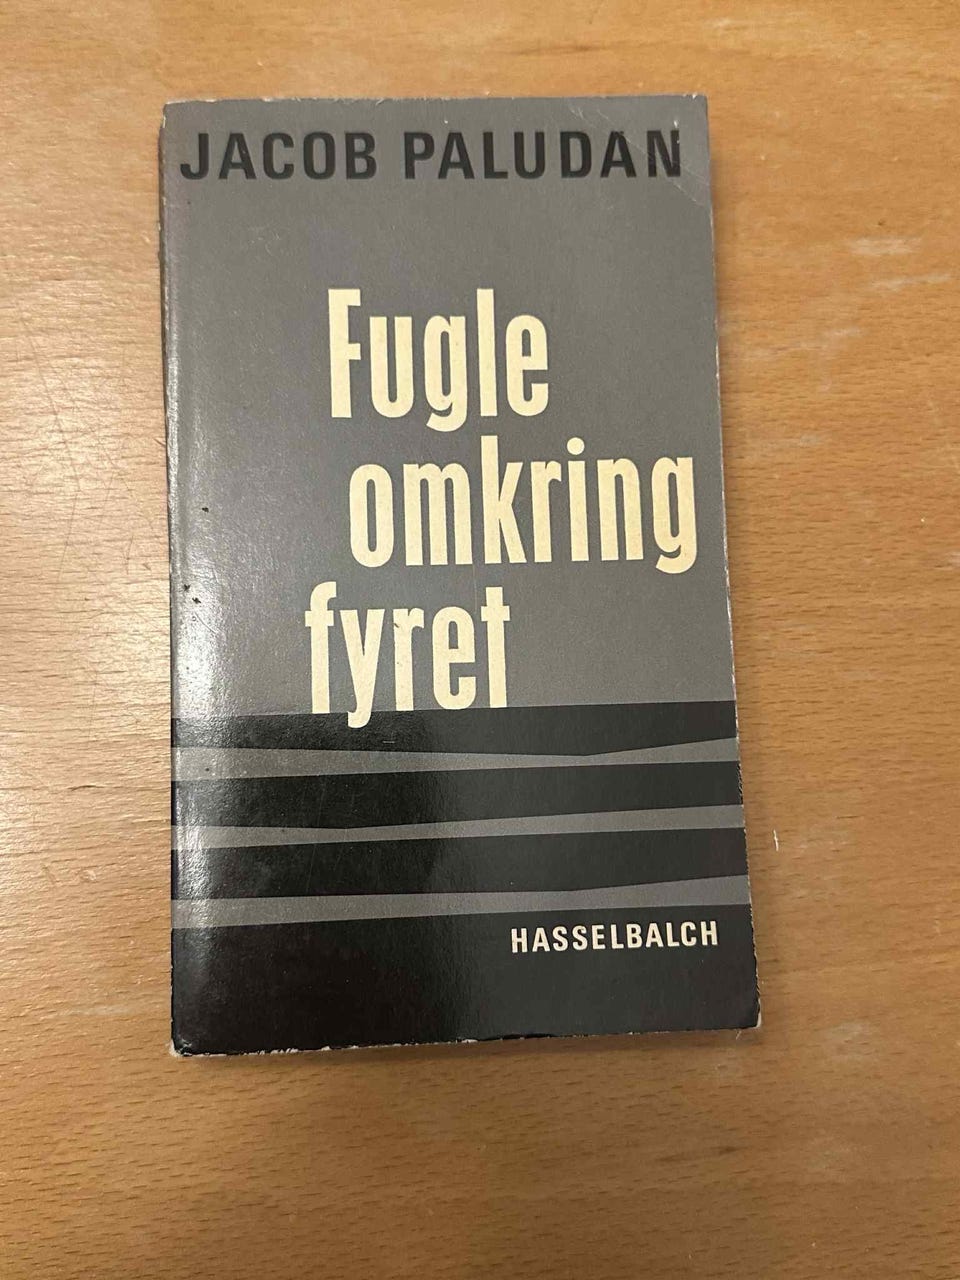 JACOB PALUDAN
Fugle
omkring
fyret
HASSELBALCH